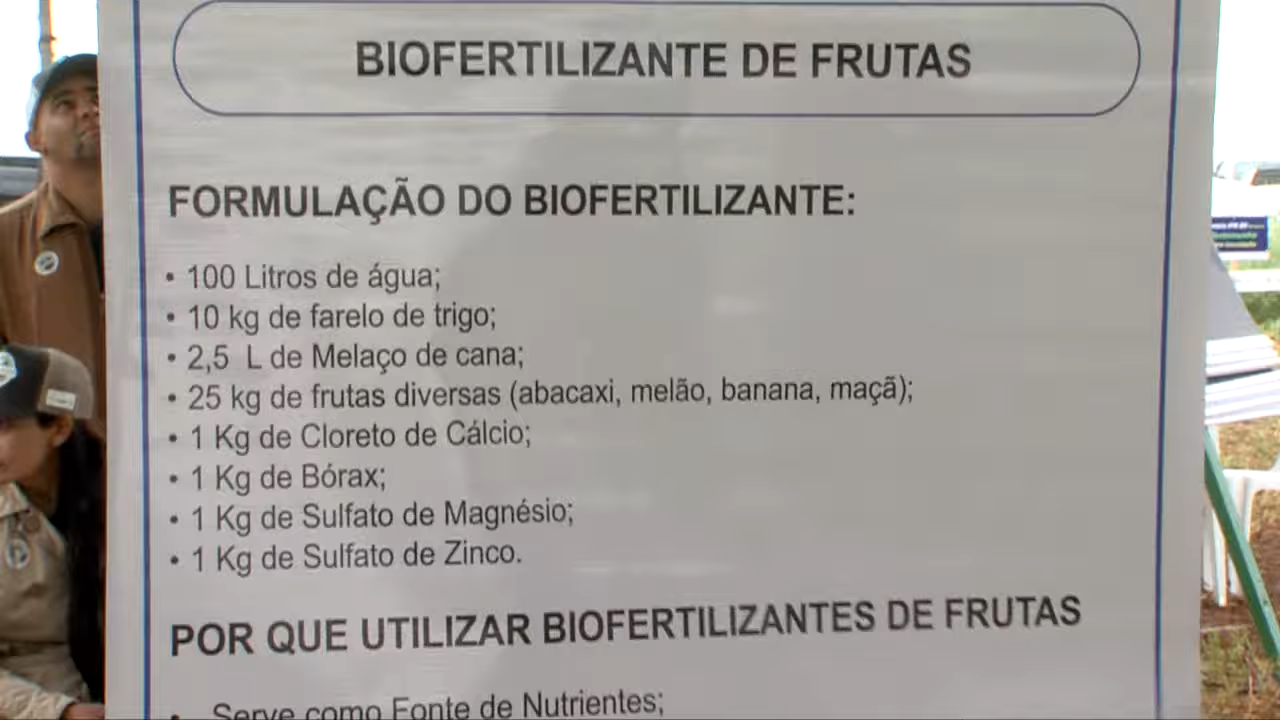 BIOFERTILIZANTE DE FRUTAS
FORMULAÇÃO DO BIOFERTILIZANTE:
• 100 Litros de água;
• 10 kg de farelo de trigo;
• 2,5 L de Melaço de cana;
• 25 kg de frutas diversas (abacaxi, melão, banana, maçã);
• 1 Kg de Cloreto de Cálcio;
• 1 Kg de Bórax;
• 1 Kg de Sulfato de Magnésio;
• 1 Kg de Sulfato de Zinco.
POR QUE UTILIZAR BIOFERTILIZANTES DE FRUTAS
• Serve como Fonte de Nutrientes;